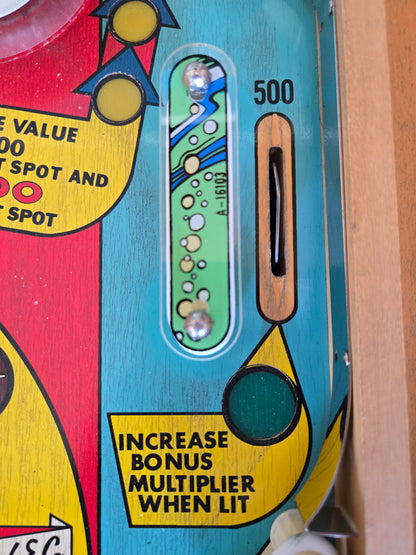 500
E VALUE
00
T SPOT AND
00
T SPOT
A-16103
INCREASE
BONUS
MULTIPLIER
WHEN LIT